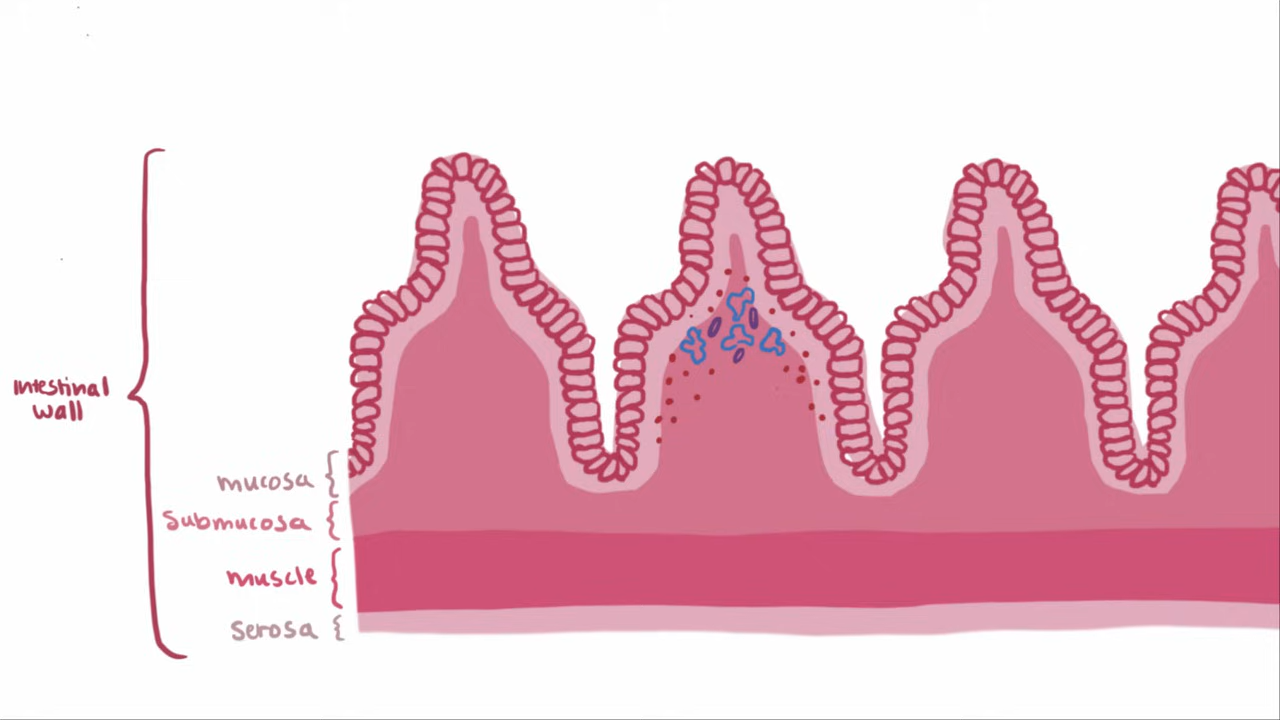 Intestinal
wall
mucosa
Submucosa
muscle
serosa